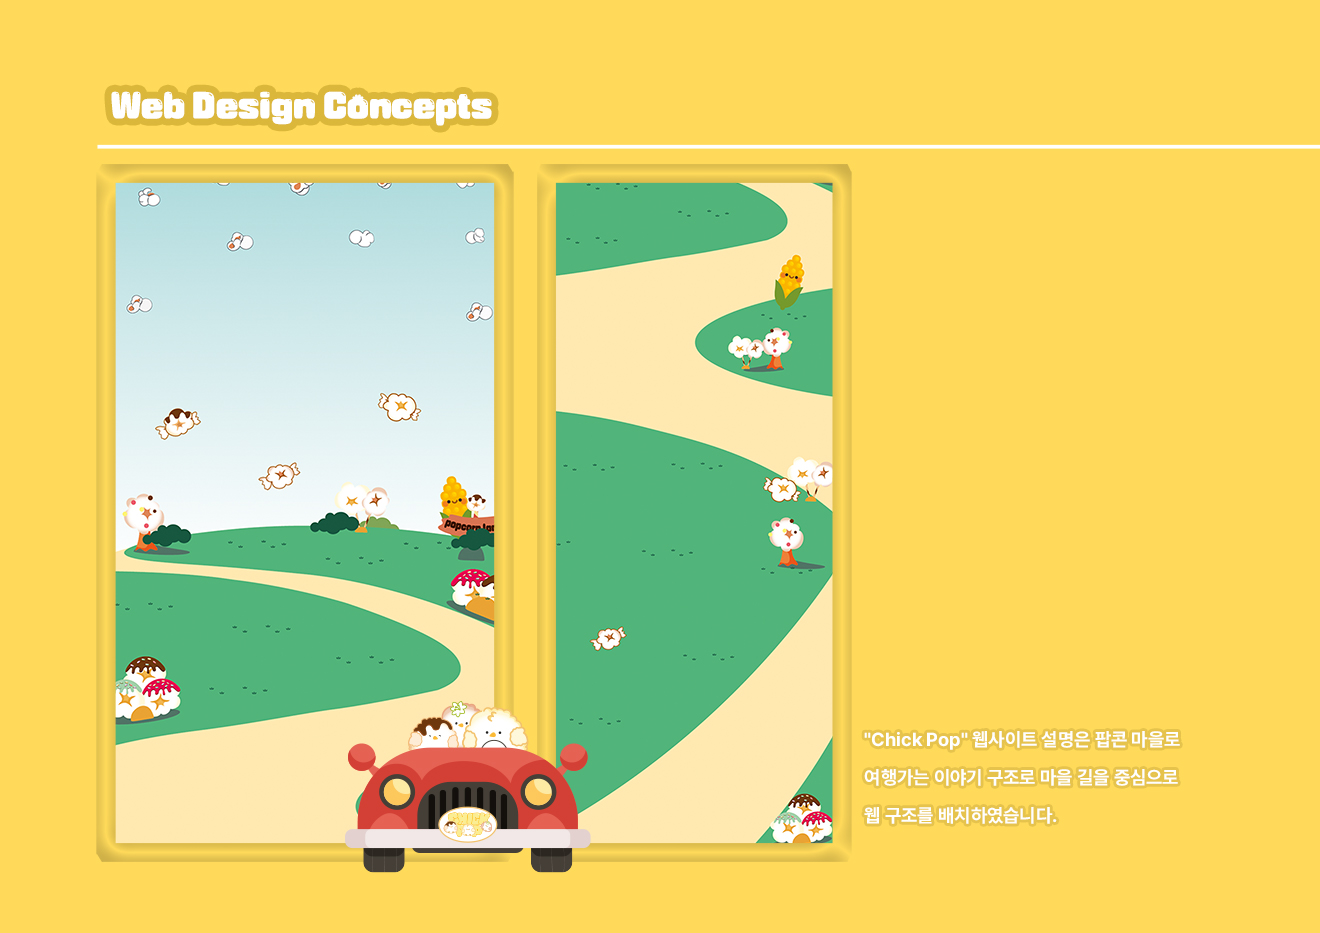 Web Design Concepts
popcorn
"Chick Pop" 웹사이트 설명은 팝콘 마을로
여행가는 이야기 구조로 마을 길을 중심으로
웹 구조를 배치하였습니다.